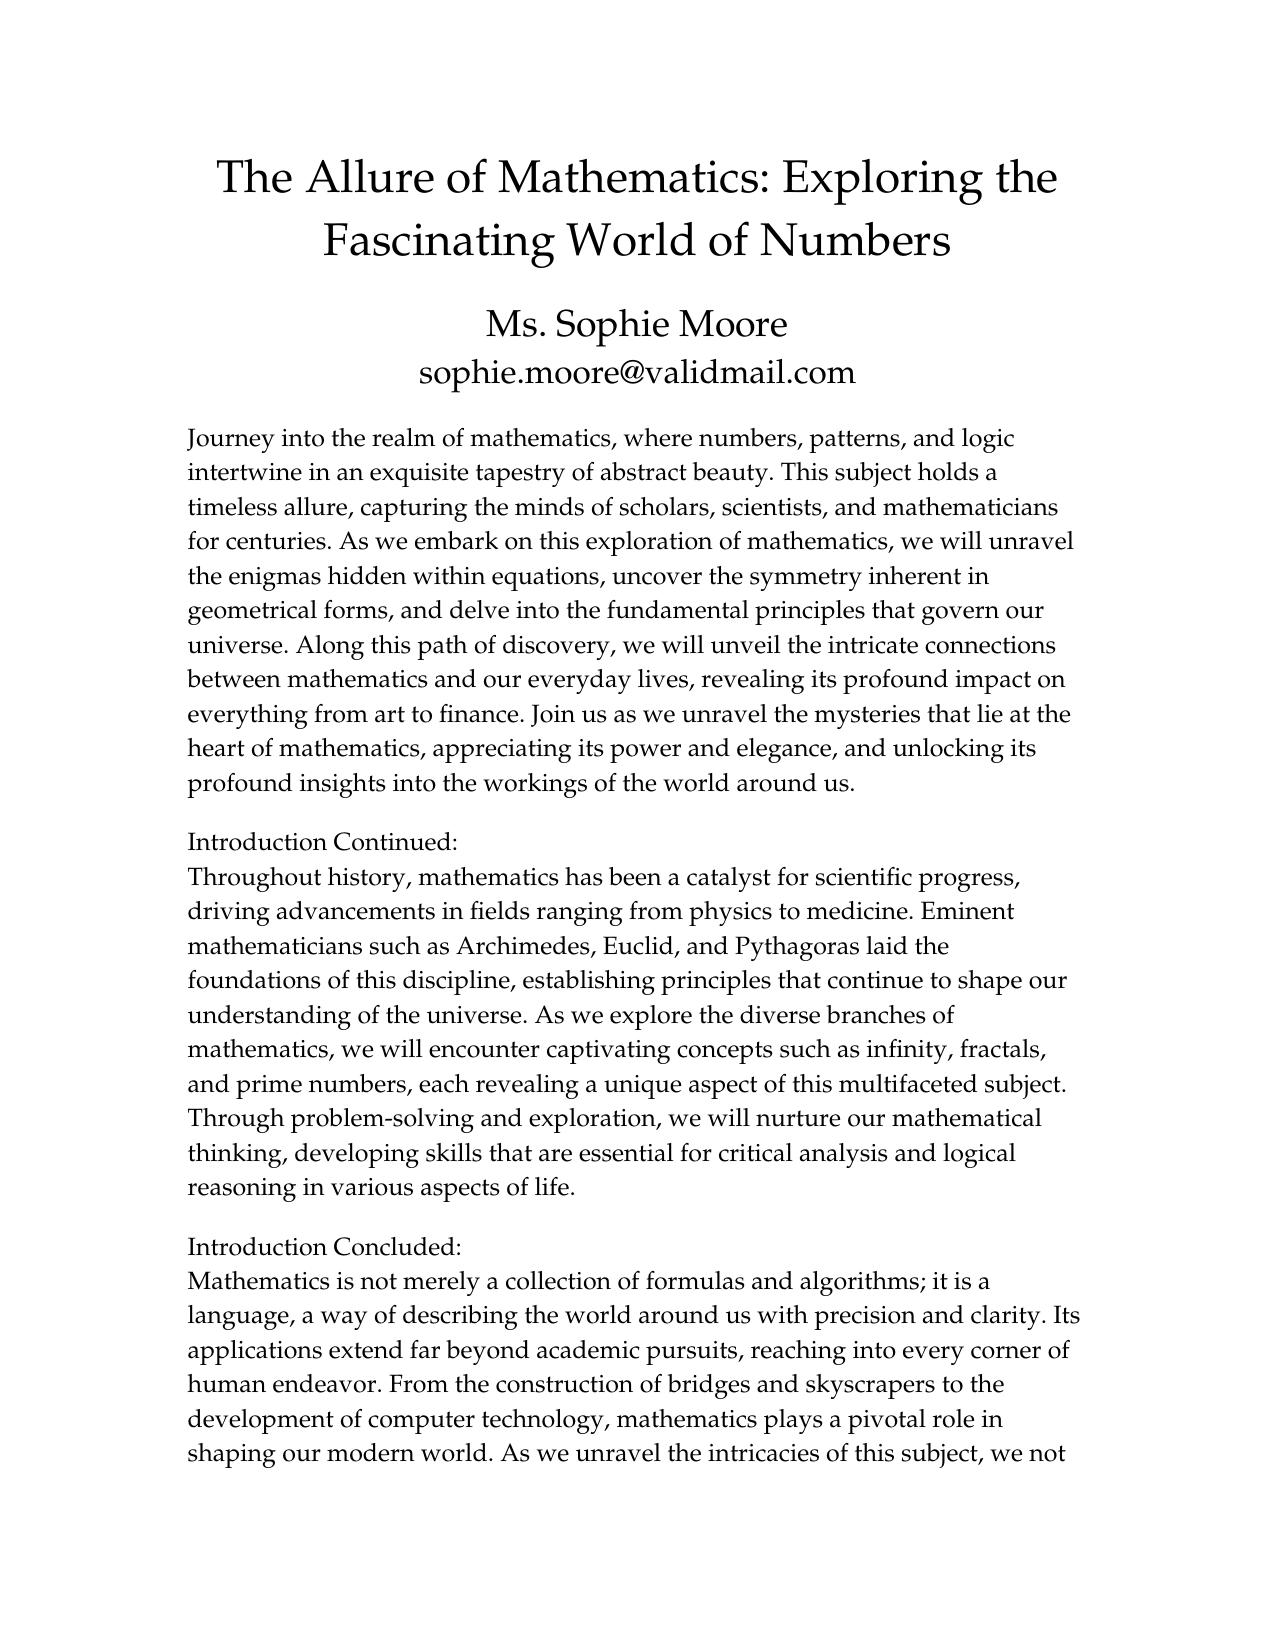 The Allure of Mathematics: Exploring the
Fascinating World of Numbers
Ms. Sophie Moore
sophie.moore@validmail.com
Journey into the realm of mathematics, where numbers, patterns, and logic
intertwine in an exquisite tapestry of abstract beauty. This subject holds a
timeless allure, capturing the minds of scholars, scientists, and mathematicians
for centuries. As we embark on this exploration of mathematics, we will unravel
the enigmas hidden within equations, uncover the symmetry inherent in
geometrical forms, and delve into the fundamental principles that govern our
universe. Along this path of discovery, we will unveil the intricate connections
between mathematics and our everyday lives, revealing its profound impact on
everything from art to finance. Join us as we unravel the mysteries that lie at the
heart of mathematics, appreciating its power and elegance, and unlocking its
profound insights into the workings of the world around us.
Introduction Continued:
Throughout history, mathematics has been a catalyst for scientific progress,
driving advancements in fields ranging from physics to medicine. Eminent
mathematicians such as Archimedes, Euclid, and Pythagoras laid the
foundations of this discipline, establishing principles that continue to shape our
understanding of the universe. As we explore the diverse branches of
mathematics, we will encounter captivating concepts such as infinity, fractals,
and prime numbers, each revealing a unique aspect of this multifaceted subject.
Through problem-solving and exploration, we will nurture our mathematical
thinking, developing skills that are essential for critical analysis and logical
reasoning in various aspects of life.
Introduction Concluded:
Mathematics is not merely a collection of formulas and algorithms; it is a
language, a way of describing the world around us with precision and clarity. Its
applications extend far beyond academic pursuits, reaching into every corner of
human endeavor. From the construction of bridges and skyscrapers to the
development of computer technology, mathematics plays a pivotal role in
shaping our modern world. As we unravel the intricacies of this subject, we not